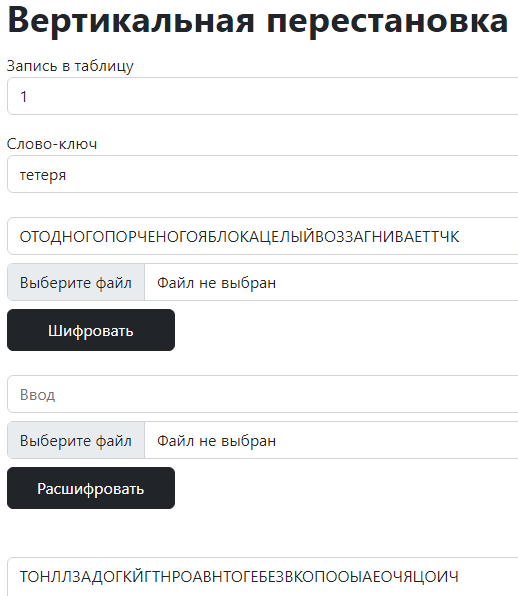 Вертикальная перестановка
Запись в таблицу
1
Слово-ключ
тетеря
ОТОДНОГОПОРЧЕНОГОЯБЛОКАЦЕЛЫЙВОЗЗАГНИВАЕТТЧК
Выберите файл Файл не выбран
Шифровать
Ввод
Выберите файл Файл не выбран
Расшифровать
ТОНЛЛЗАДОГКЙГТНРОАВНТОГЕБЕЗВКОПООЫАЕОЧЯЦОИЧ